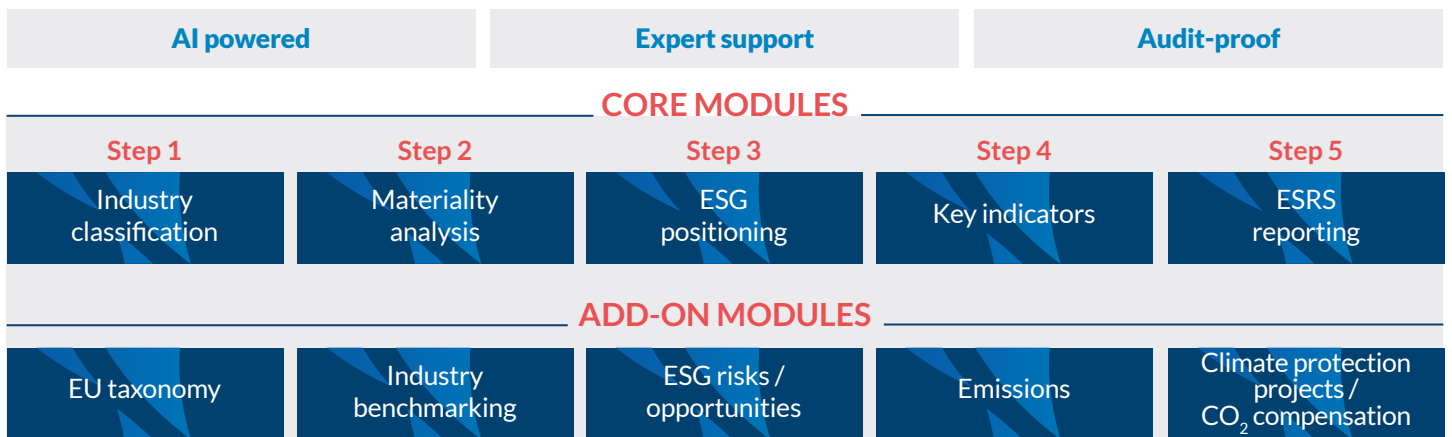 AI powered
Expert support
Audit-proof
CORE MODULES
Step 1
Step 2
Step 3
Step 4
Step 5
Industry
classification
Materiality
analysis
ESG
positioning
Key indicators
ESRS
reporting
ADD-ON MODULES
EU taxonomy
Industry
benchmarking
ESG risks /
opportunities
Emissions
Climate protection
projects /
CO₂ compensation